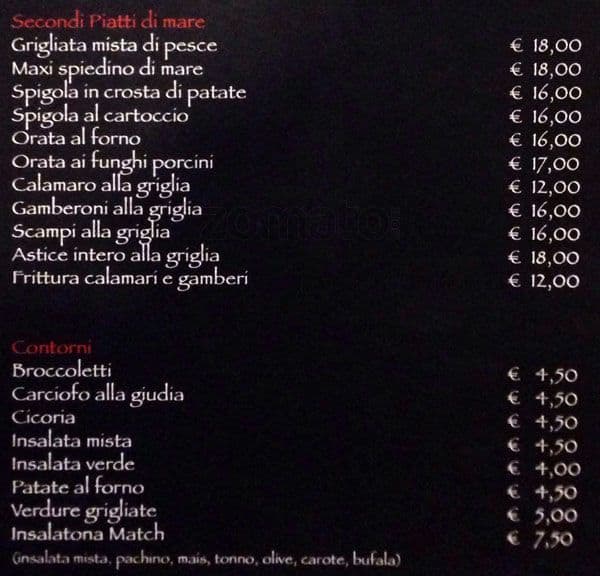 Secondi Piatti di mare
Grigliata mista di pesce € 18,00
Maxi spiedino di mare € 18,00
Spigola in crosta di patate € 16,00
Spigola al cartoccio € 16,00
Orata al forno € 16,00
Orata ai funghi porcini € 17,00
Calamaro alla griglia € 12,00
Gamberoni alla griglia € 16,00
zomato
Scampi alla griglia € 16,00
Astice intero alla griglia € 18,00
Frittura calamari e gamberi € 12,00
Contorni
Broccoletti € 4,50
Carciofo alla giudia € 4,50
Cicoria € 4,50
Insalata mista € 4,50
Insalata verde € 4,00
Patate al forno € 4,50
Verdure grigliate € 5,00
Insalatona Match € 7,50
(insalata mista, pachino, mais, tonno, olive, carote, bufala)